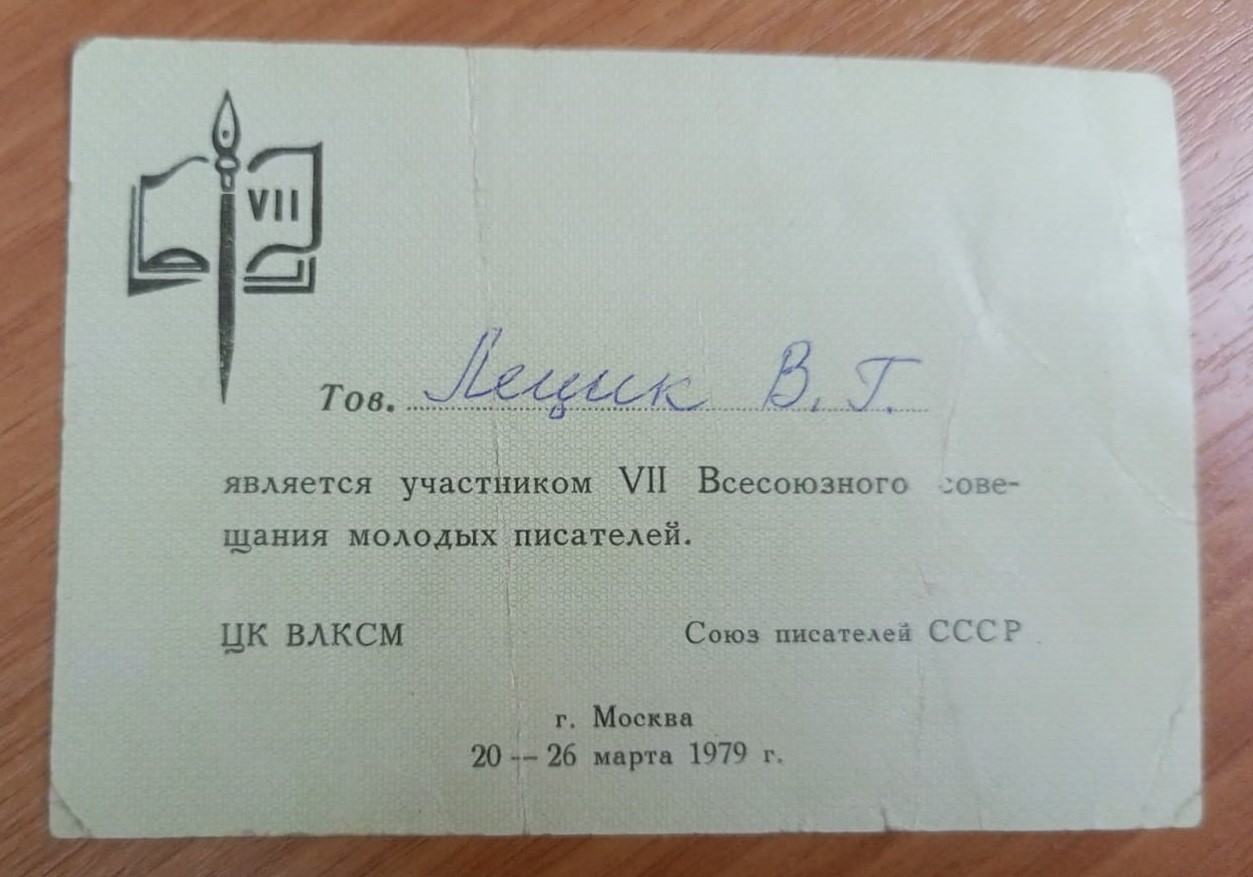 VII
Тов. Лецик В. Г.
является участником VII Всесоюзного сове-
щания молодых писателей.
ЦК ВЛКСМ Союз писателей СССР
г. Москва
20 — 26 марта 1979 г.